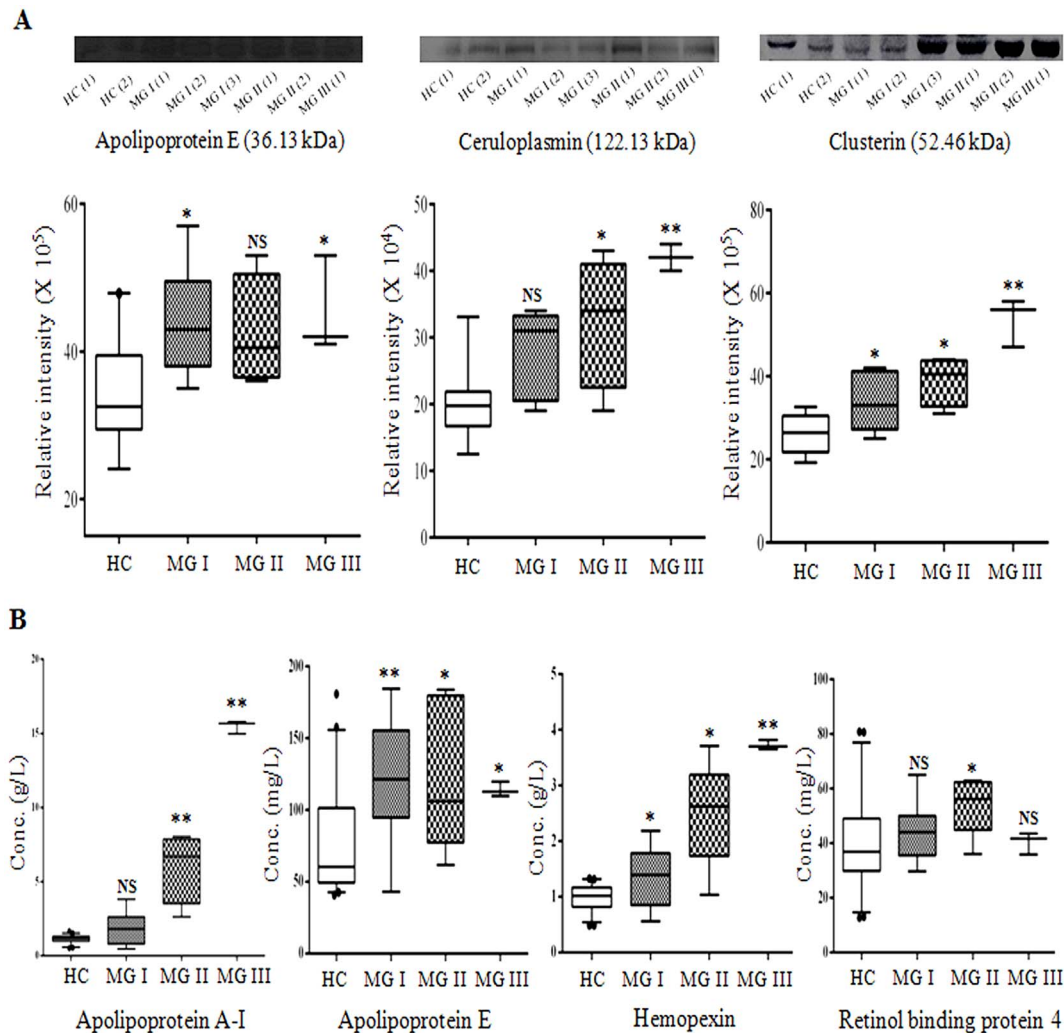 A
HC (1) HC (2) MG I (1) MG I (2) MG I (3) MG II (1) MG II (2) MG III (1)
HC (1) HC (2) MG I (1) MG I (2) MG I (3) MG II (1) MG II (2) MG III (1)
HC (1) HC (2) MG I (1) MG I (2) MG I (3) MG II (1) MG II (2) MG III (1)
Apolipoprotein E (36.13 kDa) Ceruloplasmin (122.13 kDa) Clusterin (52.46 kDa)
Relative intensity (X 10⁵)
60
40
20
* NS *
HC MG I MG II MG III
Relative intensity (X 10⁴)
50
40
30
20
10
0
NS * **
HC MG I MG II MG III
Relative intensity (X 10⁵)
80
60
40
20
0
* * **
HC MG I MG II MG III
B
Conc. (g/L)
20
15
10
5
0
NS ** **
HC MG I MG II MG III
Apolipoprotein A-I
Conc. (mg/L)
200
150
100
50
0
** * *
HC MG I MG II MG III
Apolipoprotein E
Conc. (g/L)
5
4
3
2
1
0
* * **
HC MG I MG II MG III
Hemopexin
Conc. (mg/L)
100
80
60
40
20
0
NS * NS
HC MG I MG II MG III
Retinol binding protein 4